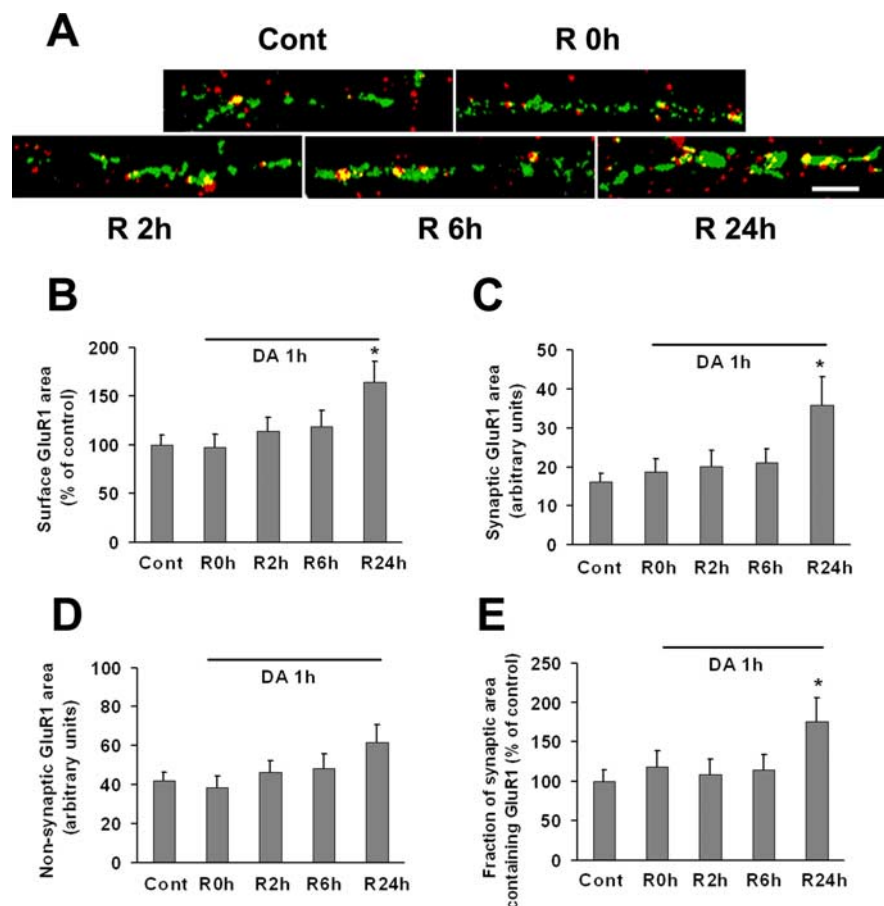 A
Cont
R 0h
R 2h
R 6h
R 24h
B
Surface GluR1 area
(% of control)
200
150
100
50
0
DA 1h
*
Cont R0h R2h R6h R24h
C
Synaptic GluR1 area
(arbitrary units)
50
40
30
20
10
0
DA 1h
*
Cont R0h R2h R6h R24h
D
Non-synaptic GluR1 area
(arbitrary units)
100
80
60
40
20
0
DA 1h
Cont R0h R2h R6h R24h
E
Fraction of synaptic area
containing GluR1 (% of control)
250
200
150
100
50
0
DA 1h
*
Cont R0h R2h R6h R24h